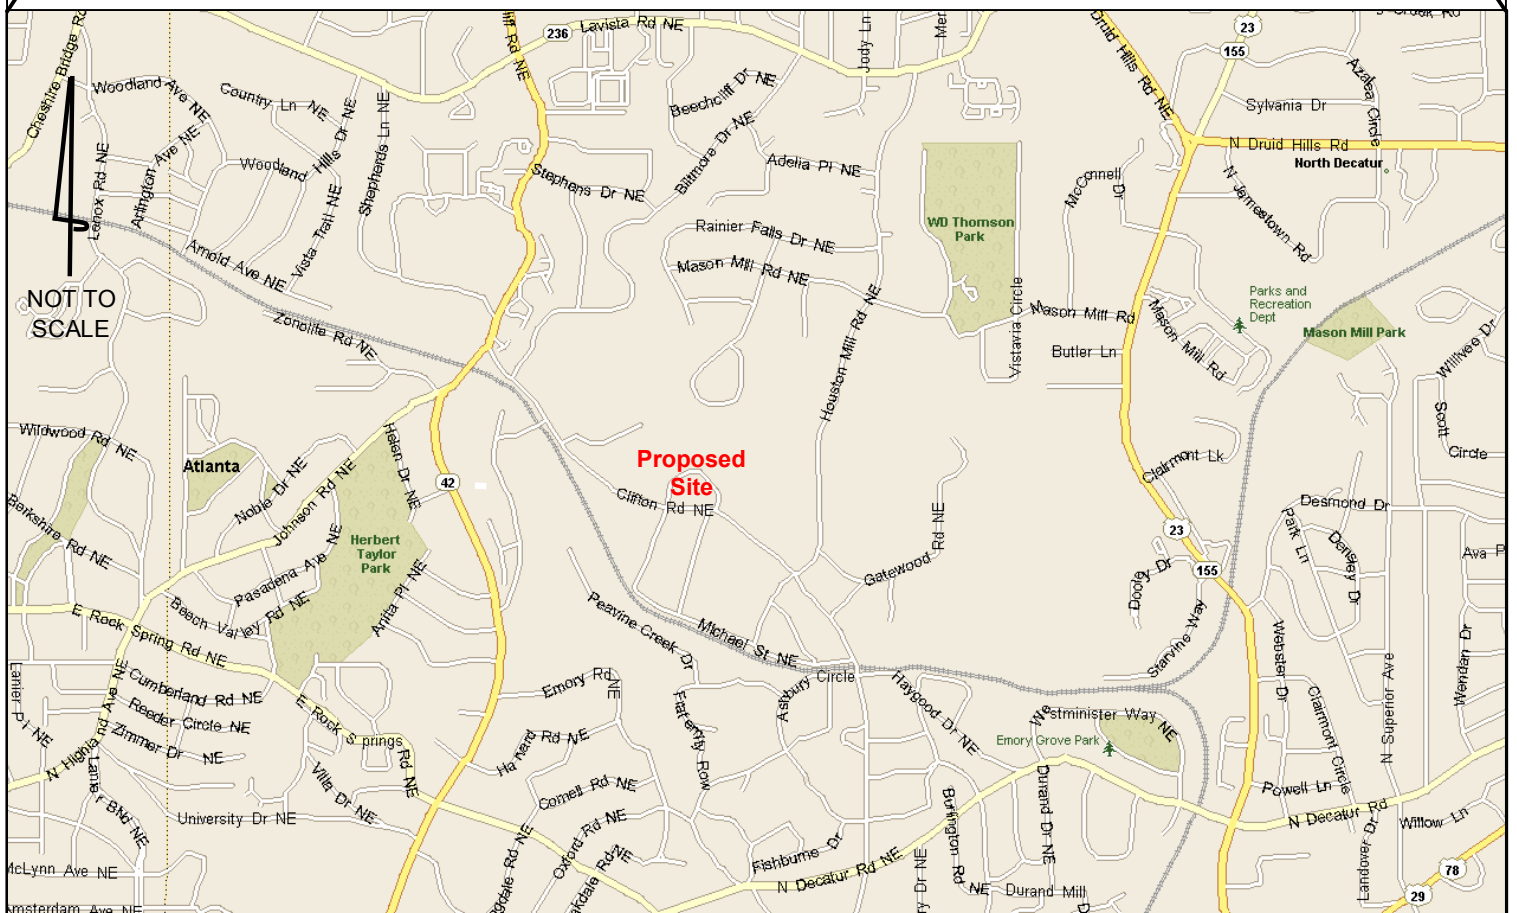 Cheshire Bridge Rd
Lavista Rd NE
236
Jody Ln
Druid Hills Rd NE
23
155
Woodland Ave NE
Country Ln NE
Beechcliff Dr NE
Azalea Circle
Sylvania Dr
N Druid Hills Rd
North Decatur
Lenox Rd NE
Arlington Ave NE
Woodland Hills Dr NE
Shepherds Ln NE
Stephens Dr NE
Biltmore Dr NE
Adelia Pl NE
McConnell Dr
N Jamestown Rd
Vista Trail NE
Arnold Ave NE
Rainier Falls Dr NE
WD Thomson
Park
Mason Mill Rd NE
Houston Mill Rd NE
Vistavia Circle
Mason Mill Rd
Mason Mill Rd
Parks and
Recreation
Dept
Mason Mill Park
Willivee Dr
NOT TO
SCALE
Zonolite Rd NE
Butler Ln
Wildwood Rd NE
Atlanta
Noble Dr NE
Johnson Rd NE
Helen Dr NE
42
Proposed
Site
Clifton Rd NE
Clairmont Lk
Scott Circle
Berkshire Rd NE
Herbert
Taylor
Park
Pasadena Ave NE
Beech Valley Rd NE
Anita Pl NE
Gatewood Rd NE
23
155
Desmond Dr
Park Ln
Densley Dr
Ava P
Dooly Dr
Starvine Way
E Rock Spring Rd NE
Peavine Creek Dr
Michael St NE
Circle
Webster Dr
Wendan Dr
Lanier Pl NE
N Highland Ave NE
Cumberland Rd NE
Reeder Circle NE
Zimmer Dr NE
E Rock Springs Rd NE
Emory Rd NE
Asbury
Haygood Dr NE
Westminister Way NE
Emory Grove Park
Clairmont Circle
N Superior Ave
Lanier Blvd NE
Villa Dr NE
University Dr NE
Harvard Rd NE
Cornell Rd NE
Oxford Rd NE
Fishburne Dr
N Decatur Rd NE
Burlington Rd NE
Durand Dr NE
Durand Mill
Powell Ln
N Decatur Rd
Willow Ln
Landover Dr
McLynn Ave NE
Amsterdam Ave NE
78
29